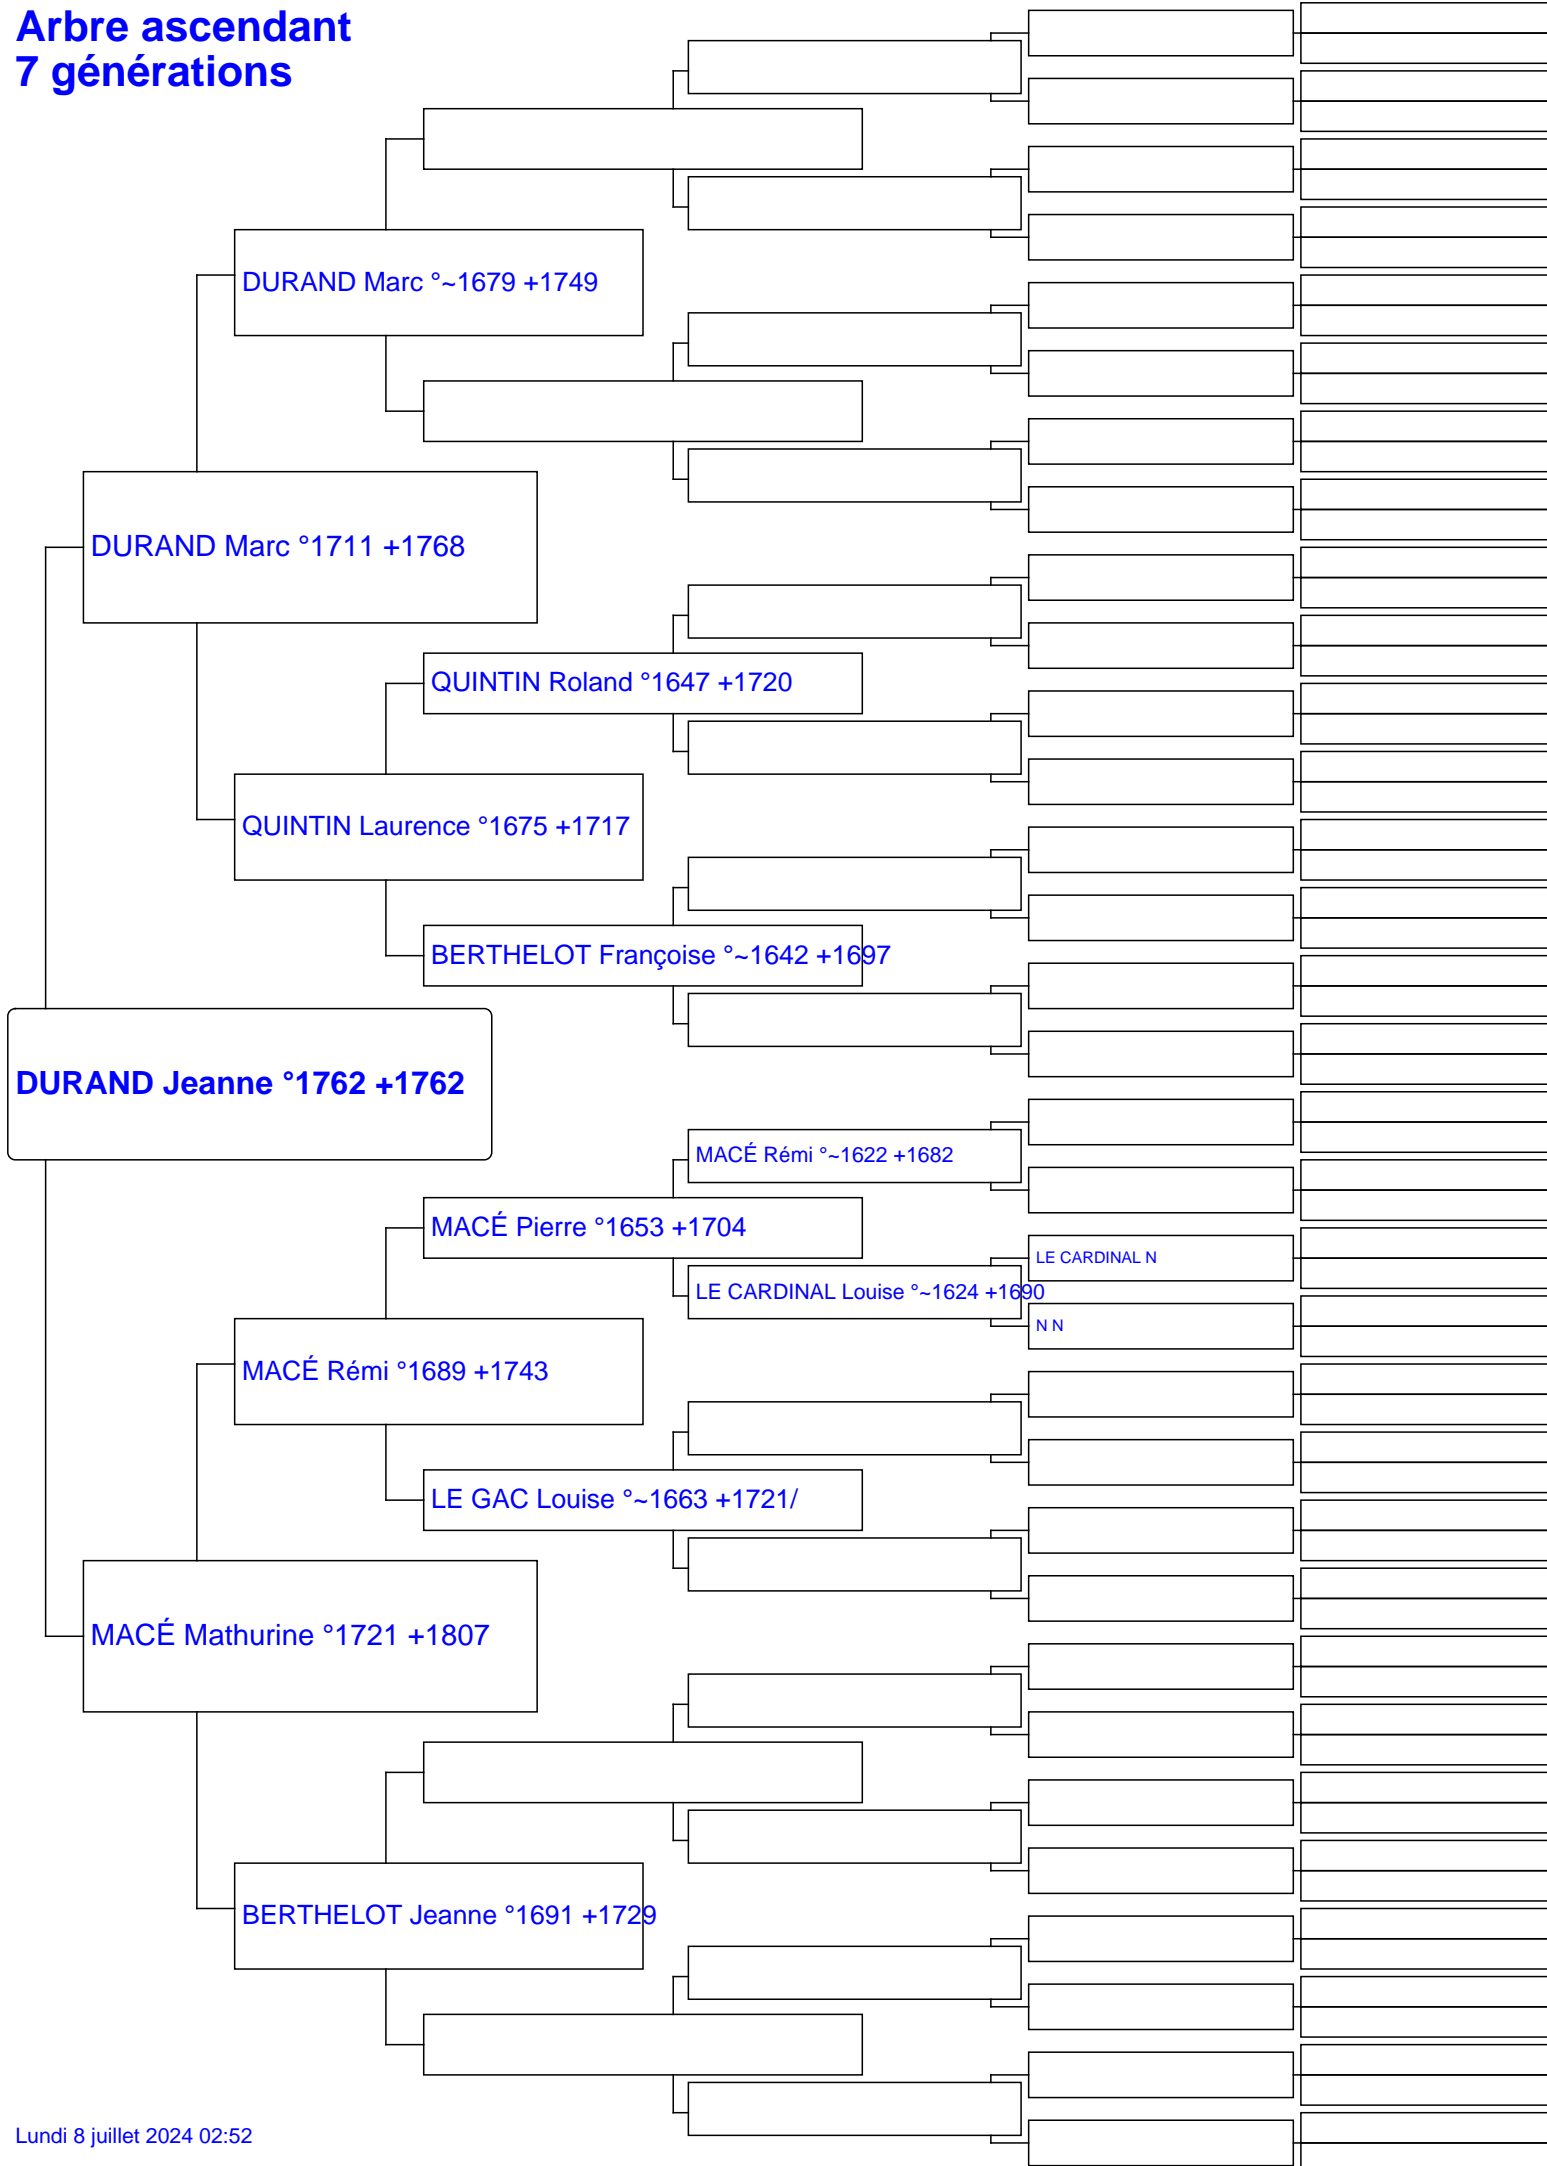 Arbre ascendant
7 générations
DURAND Marc °~1679 +1749
DURAND Marc °1711 +1768
QUINTIN Roland °1647 +1720
QUINTIN Laurence °1675 +1717
BERTHELOT Françoise °~1642 +1697
DURAND Jeanne °1762 +1762
MACÉ Rémi °~1622 +1682
MACÉ Pierre °1653 +1704
LE CARDINAL N
LE CARDINAL Louise °~1624 +1690
N N
MACÉ Rémi °1689 +1743
LE GAC Louise °~1663 +1721/
MACÉ Mathurine °1721 +1807
BERTHELOT Jeanne °1691 +1729
Lundi 8 juillet 2024 02:52